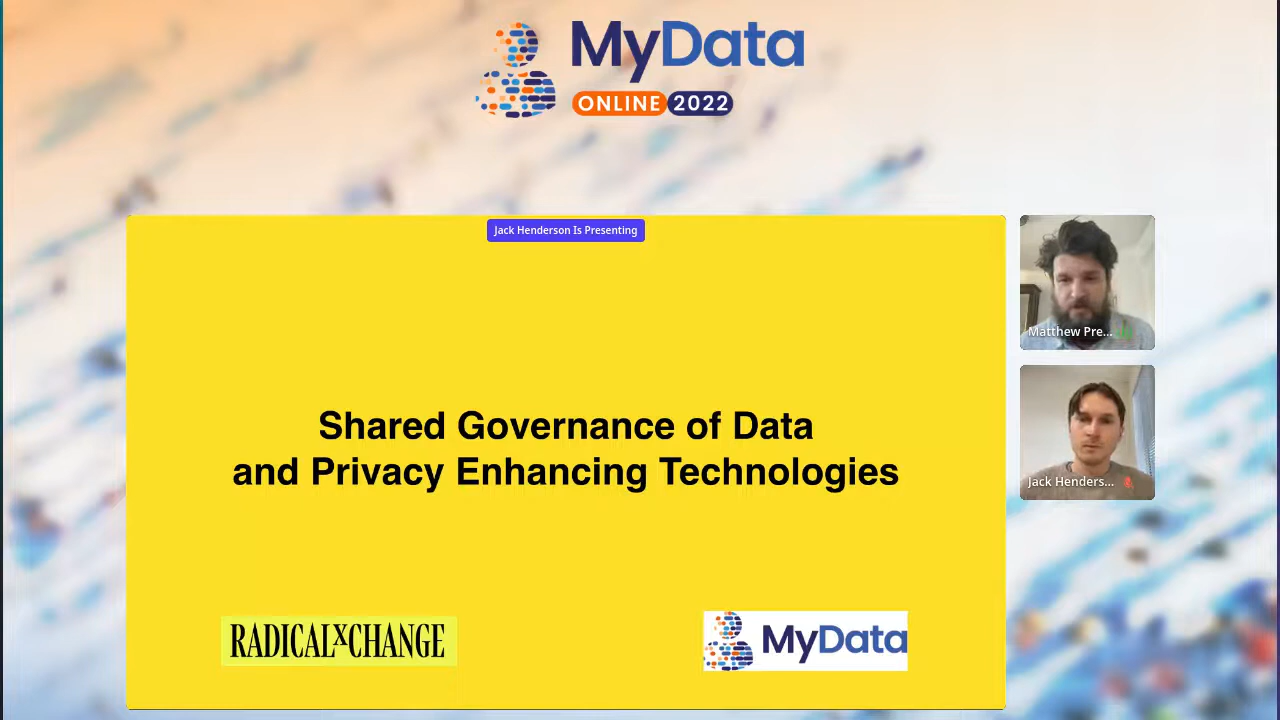 MyData
ONLINE 2022
Jack Henderson Is Presenting
Matthew Pre...
Shared Governance of Data
and Privacy Enhancing Technologies
Jack Henders...
RADICALXCHANGE
MyData